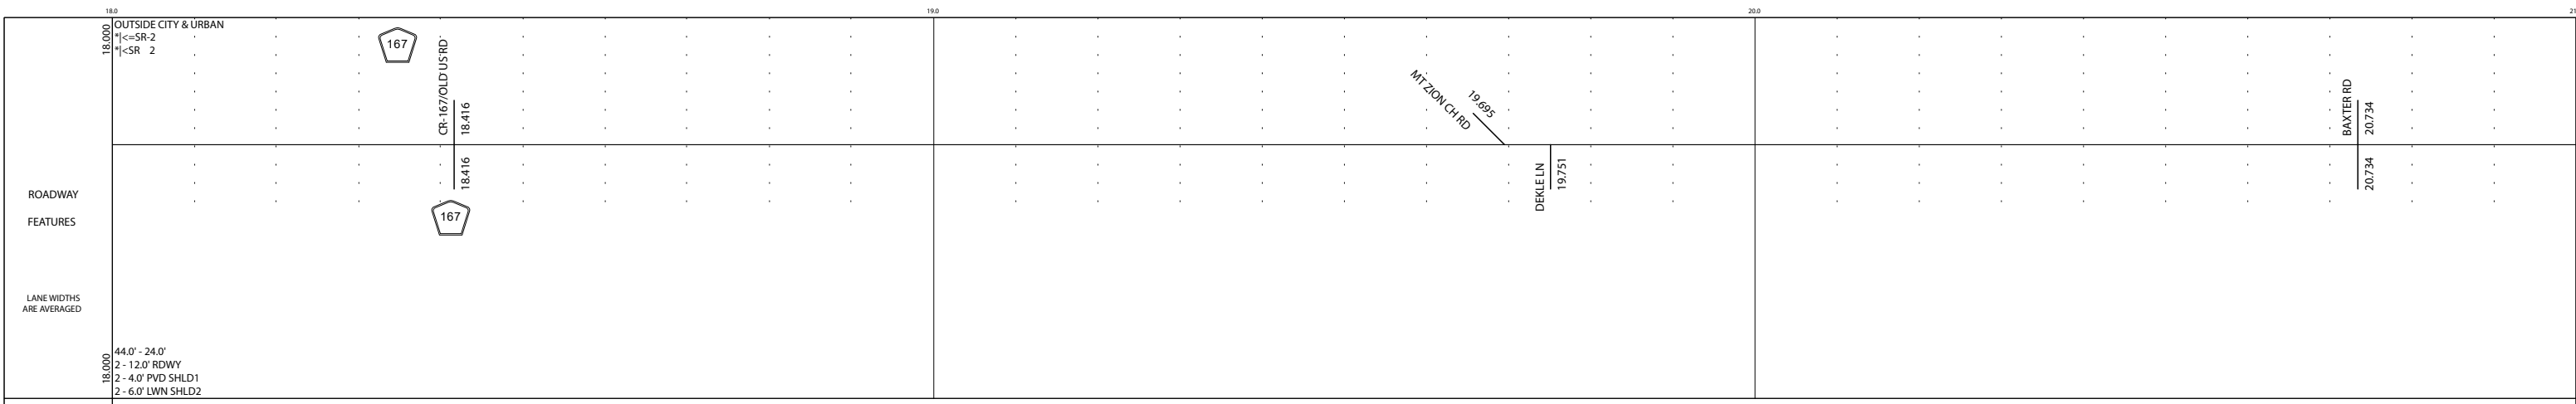 18.0
19.0
20.0
21
18.000
OUTSIDE CITY & URBAN
*|<=SR-2
*|<SR 2
167
CR-167/OLD US RD
18.416
18.416
167
MT ZION CH RD
19.695
DEKLE LN
19.751
BAXTER RD
20.734
20.734
ROADWAY
FEATURES
LANE WIDTHS
ARE AVERAGED
18.000
44.0' - 24.0'
2 - 12.0' RDWY
2 - 4.0' PVD SHLD1
2 - 6.0' LWN SHLD2